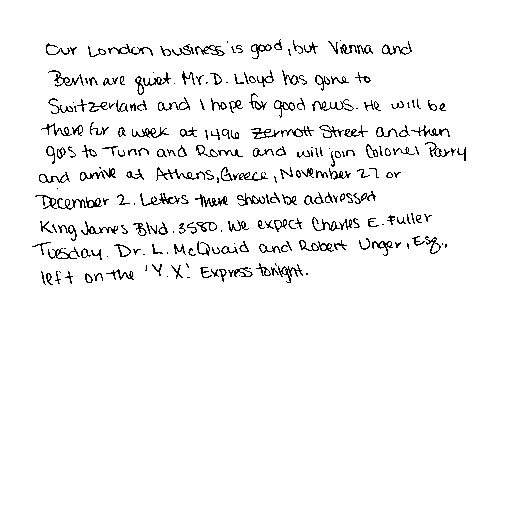 Our London business is good, but Vienna and
Berlin are quiet. Mr. D. Lloyd has gone to
Switzerland and I hope for good news. He will be
there for a week at 1496 Zermott Street and then
goes to Turin and Rome and will join Colonel Parry
and arrive at Athens, Greece, November 27 or
December 2. Letters there should be addressed
King James Blvd. 3580. We expect Charles E. Fuller
Tuesday. Dr. L. McQuaid and Robert Unger, Esq.,
left on the 'Y.X.' Express tonight.